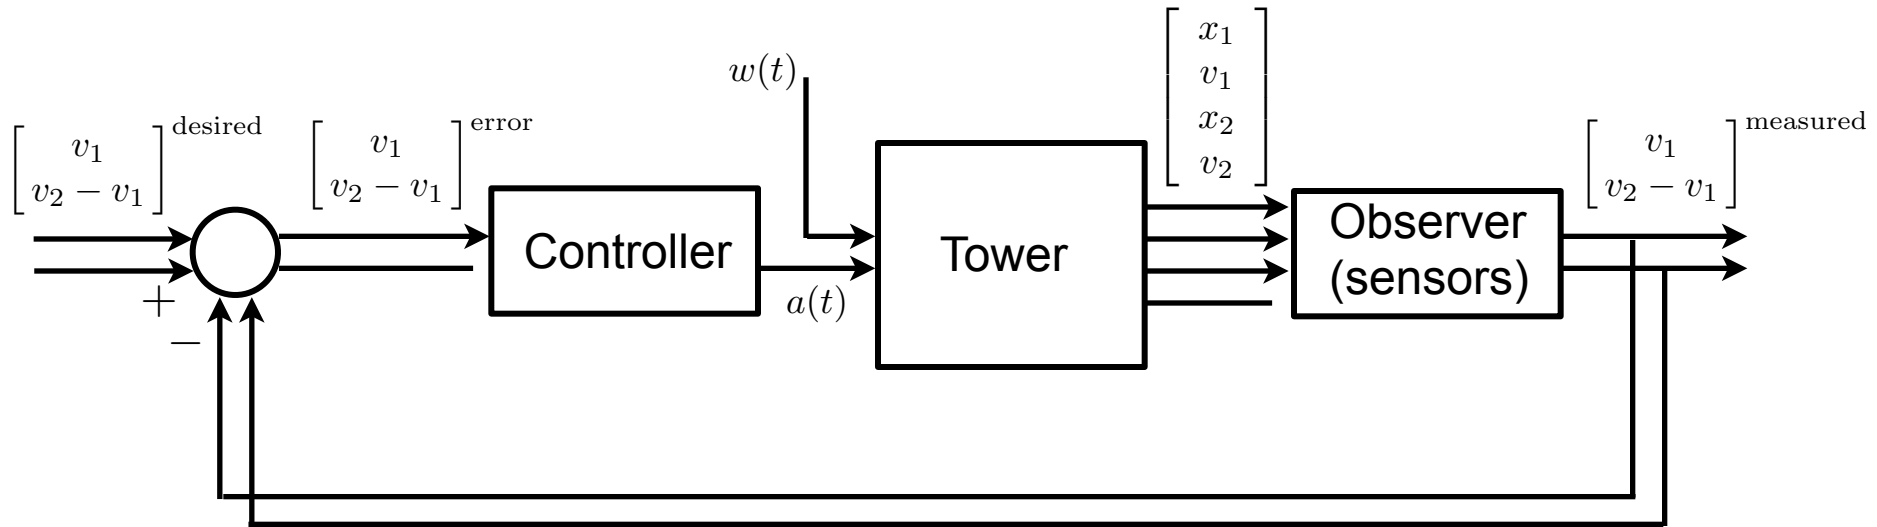 [v₁
v₂ − v₁] desired
[v₁
v₂ − v₁] error
w(t)
[x₁
v₁
x₂
v₂]
[v₁
v₂ − v₁] measured
Controller
Tower
Observer
(sensors)
a(t)
+
−